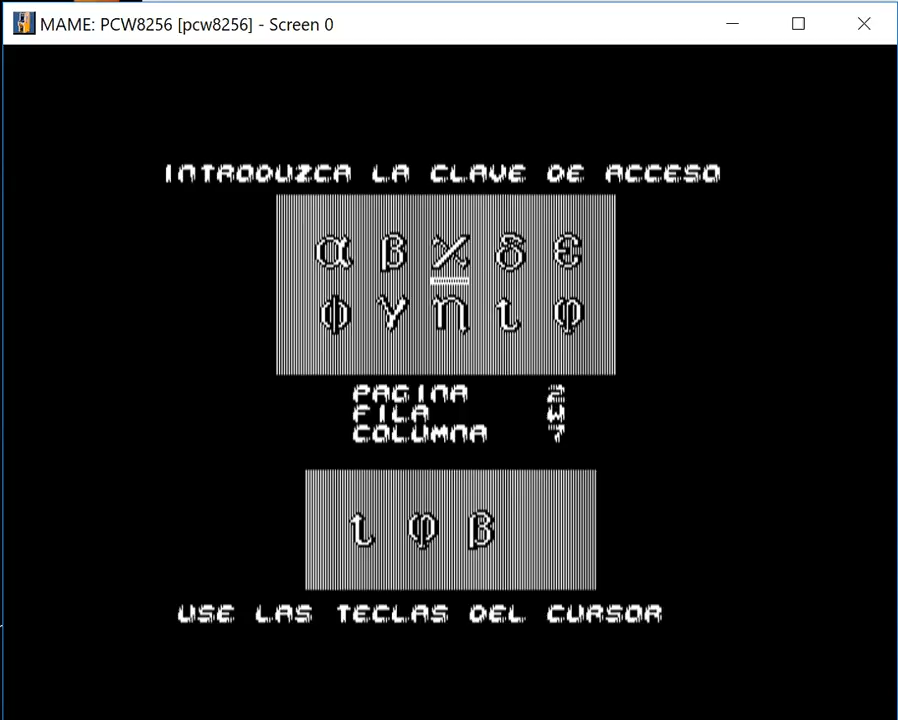 MAME: PCW8256 [pcw8256] - Screen 0
INTRODUZCA LA CLAVE DE ACCESO
α β χ δ ε
ϕ γ η ι φ
PAGINA 2
FILA W
COLUMNA 7
ι φ β
USE LAS TECLAS DEL CURSOR